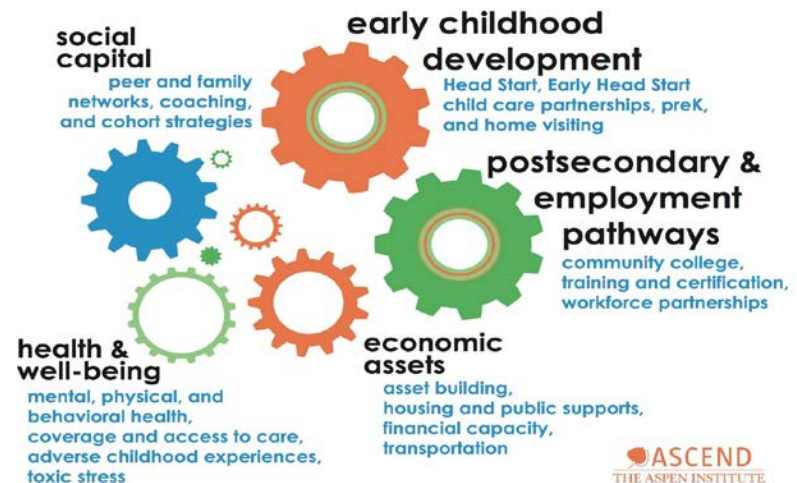 social
capital
peer and family
networks, coaching,
and cohort strategies
early childhood
development
Head Start, Early Head Start
child care partnerships, preK,
and home visiting
postsecondary &
employment
pathways
community college,
training and certification,
workforce partnerships
economic
assets
asset building,
housing and public supports,
financial capacity,
transportation
health &
well-being
mental, physical, and
behavioral health,
coverage and access to care,
adverse childhood experiences,
toxic stress
ASCEND
THE ASPEN INSTITUTE